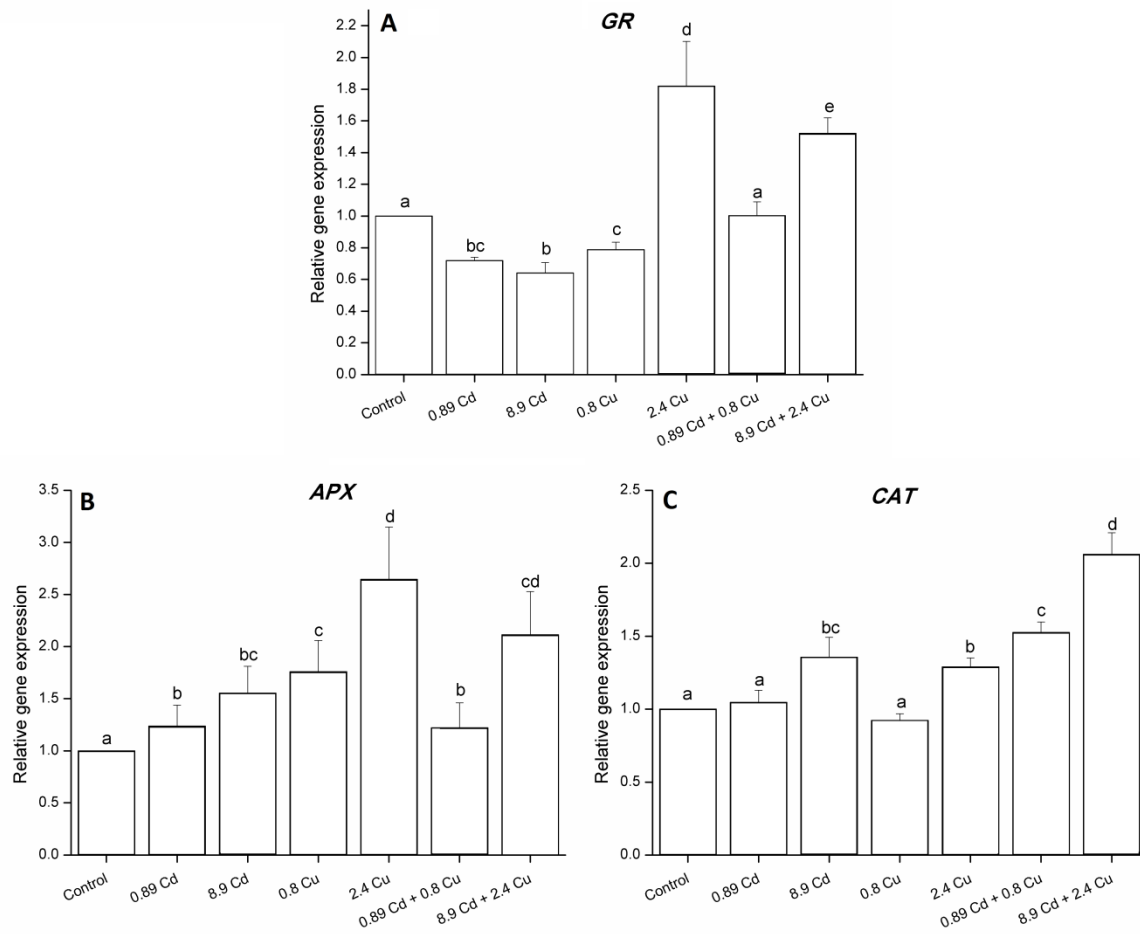 A
GR
Relative gene expression
2.2
2.0
1.8
1.6
1.4
1.2
1.0
0.8
0.6
0.4
0.2
0.0
a
bc
b
c
d
a
e
Control
0.89 Cd
8.9 Cd
0.8 Cu
2.4 Cu
0.89 Cd + 0.8 Cu
8.9 Cd + 2.4 Cu
B
APX
Relative gene expression
3.5
3.0
2.5
2.0
1.5
1.0
0.5
0.0
a
b
bc
c
d
b
cd
Control
0.89 Cd
8.9 Cd
0.8 Cu
2.4 Cu
0.89 Cd + 0.8 Cu
8.9 Cd + 2.4 Cu
C
CAT
Relative gene expression
2.5
2.0
1.5
1.0
0.5
0.0
a
a
bc
a
b
c
d
Control
0.89 Cd
8.9 Cd
0.8 Cu
2.4 Cu
0.89 Cd + 0.8 Cu
8.9 Cd + 2.4 Cu